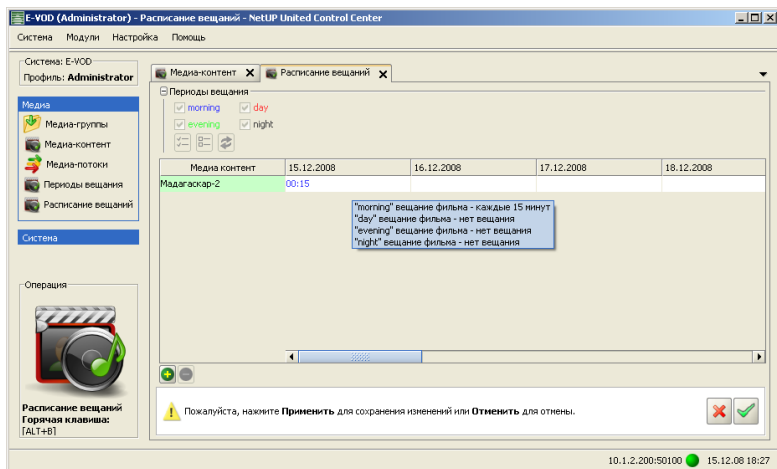 E-VOD (Administrator) - Расписание вещаний - NetUP United Control Center
Система Модули Настройка Помощь
Система: E-VOD
Профиль: Administrator
Медиа
Медиа-группы
Медиа-контент
Медиа-потоки
Периоды вещания
Расписание вещаний
Система
Операция
Расписание вещаний
Горячая клавиша:
[ALT+B]
Медиа-контент Расписание вещаний
Периоды вещания
morning day
evening night
Медиа контент 15.12.2008 16.12.2008 17.12.2008 18.12.2008
Мадагаскар-2 00:15
"morning" вещание фильма - каждые 15 минут
"day" вещание фильма - нет вещания
"evening" вещание фильма - нет вещания
"night" вещание фильма - нет вещания
Пожалуйста, нажмите Применить для сохранения изменений или Отменить для отмены.
10.1.2.200:50100 15.12.08 18:27